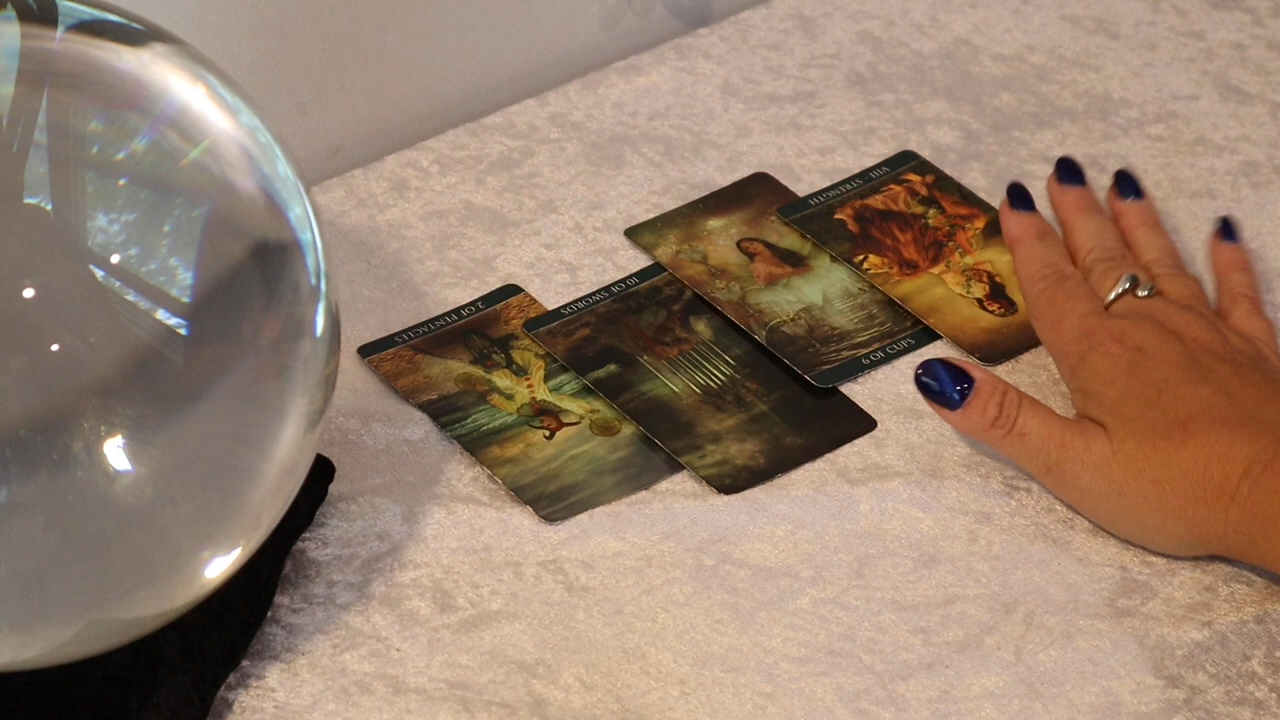 2 OF PENTACLES
10 OF SWORDS
9 OF CUPS
VIII - STRENGTH